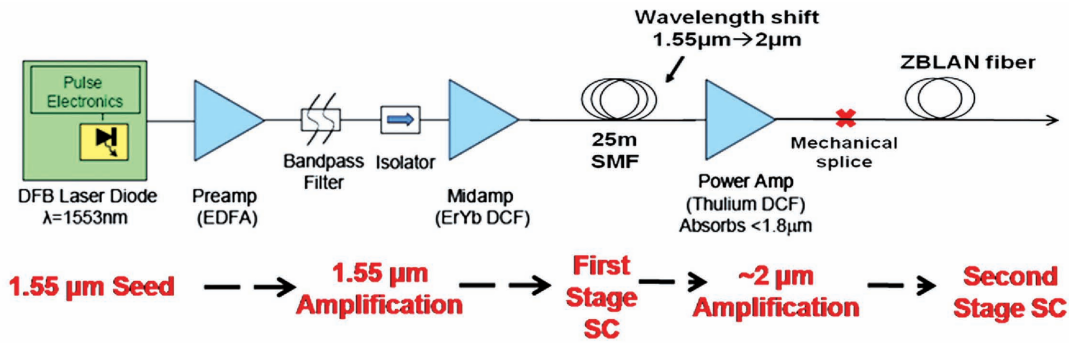 Wavelength shift
1.55µm→2µm
ZBLAN fiber
Pulse
Electronics
25m
SMF
Mechanical
splice
Bandpass
Filter
Isolator
DFB Laser Diode
λ=1553nm
Preamp
(EDFA)
Midamp
(ErYb DCF)
Power Amp
(Thulium DCF)
Absorbs <1.8µm
1.55 µm Seed
1.55 µm
Amplification
First
Stage
SC
~2 µm
Amplification
Second
Stage SC